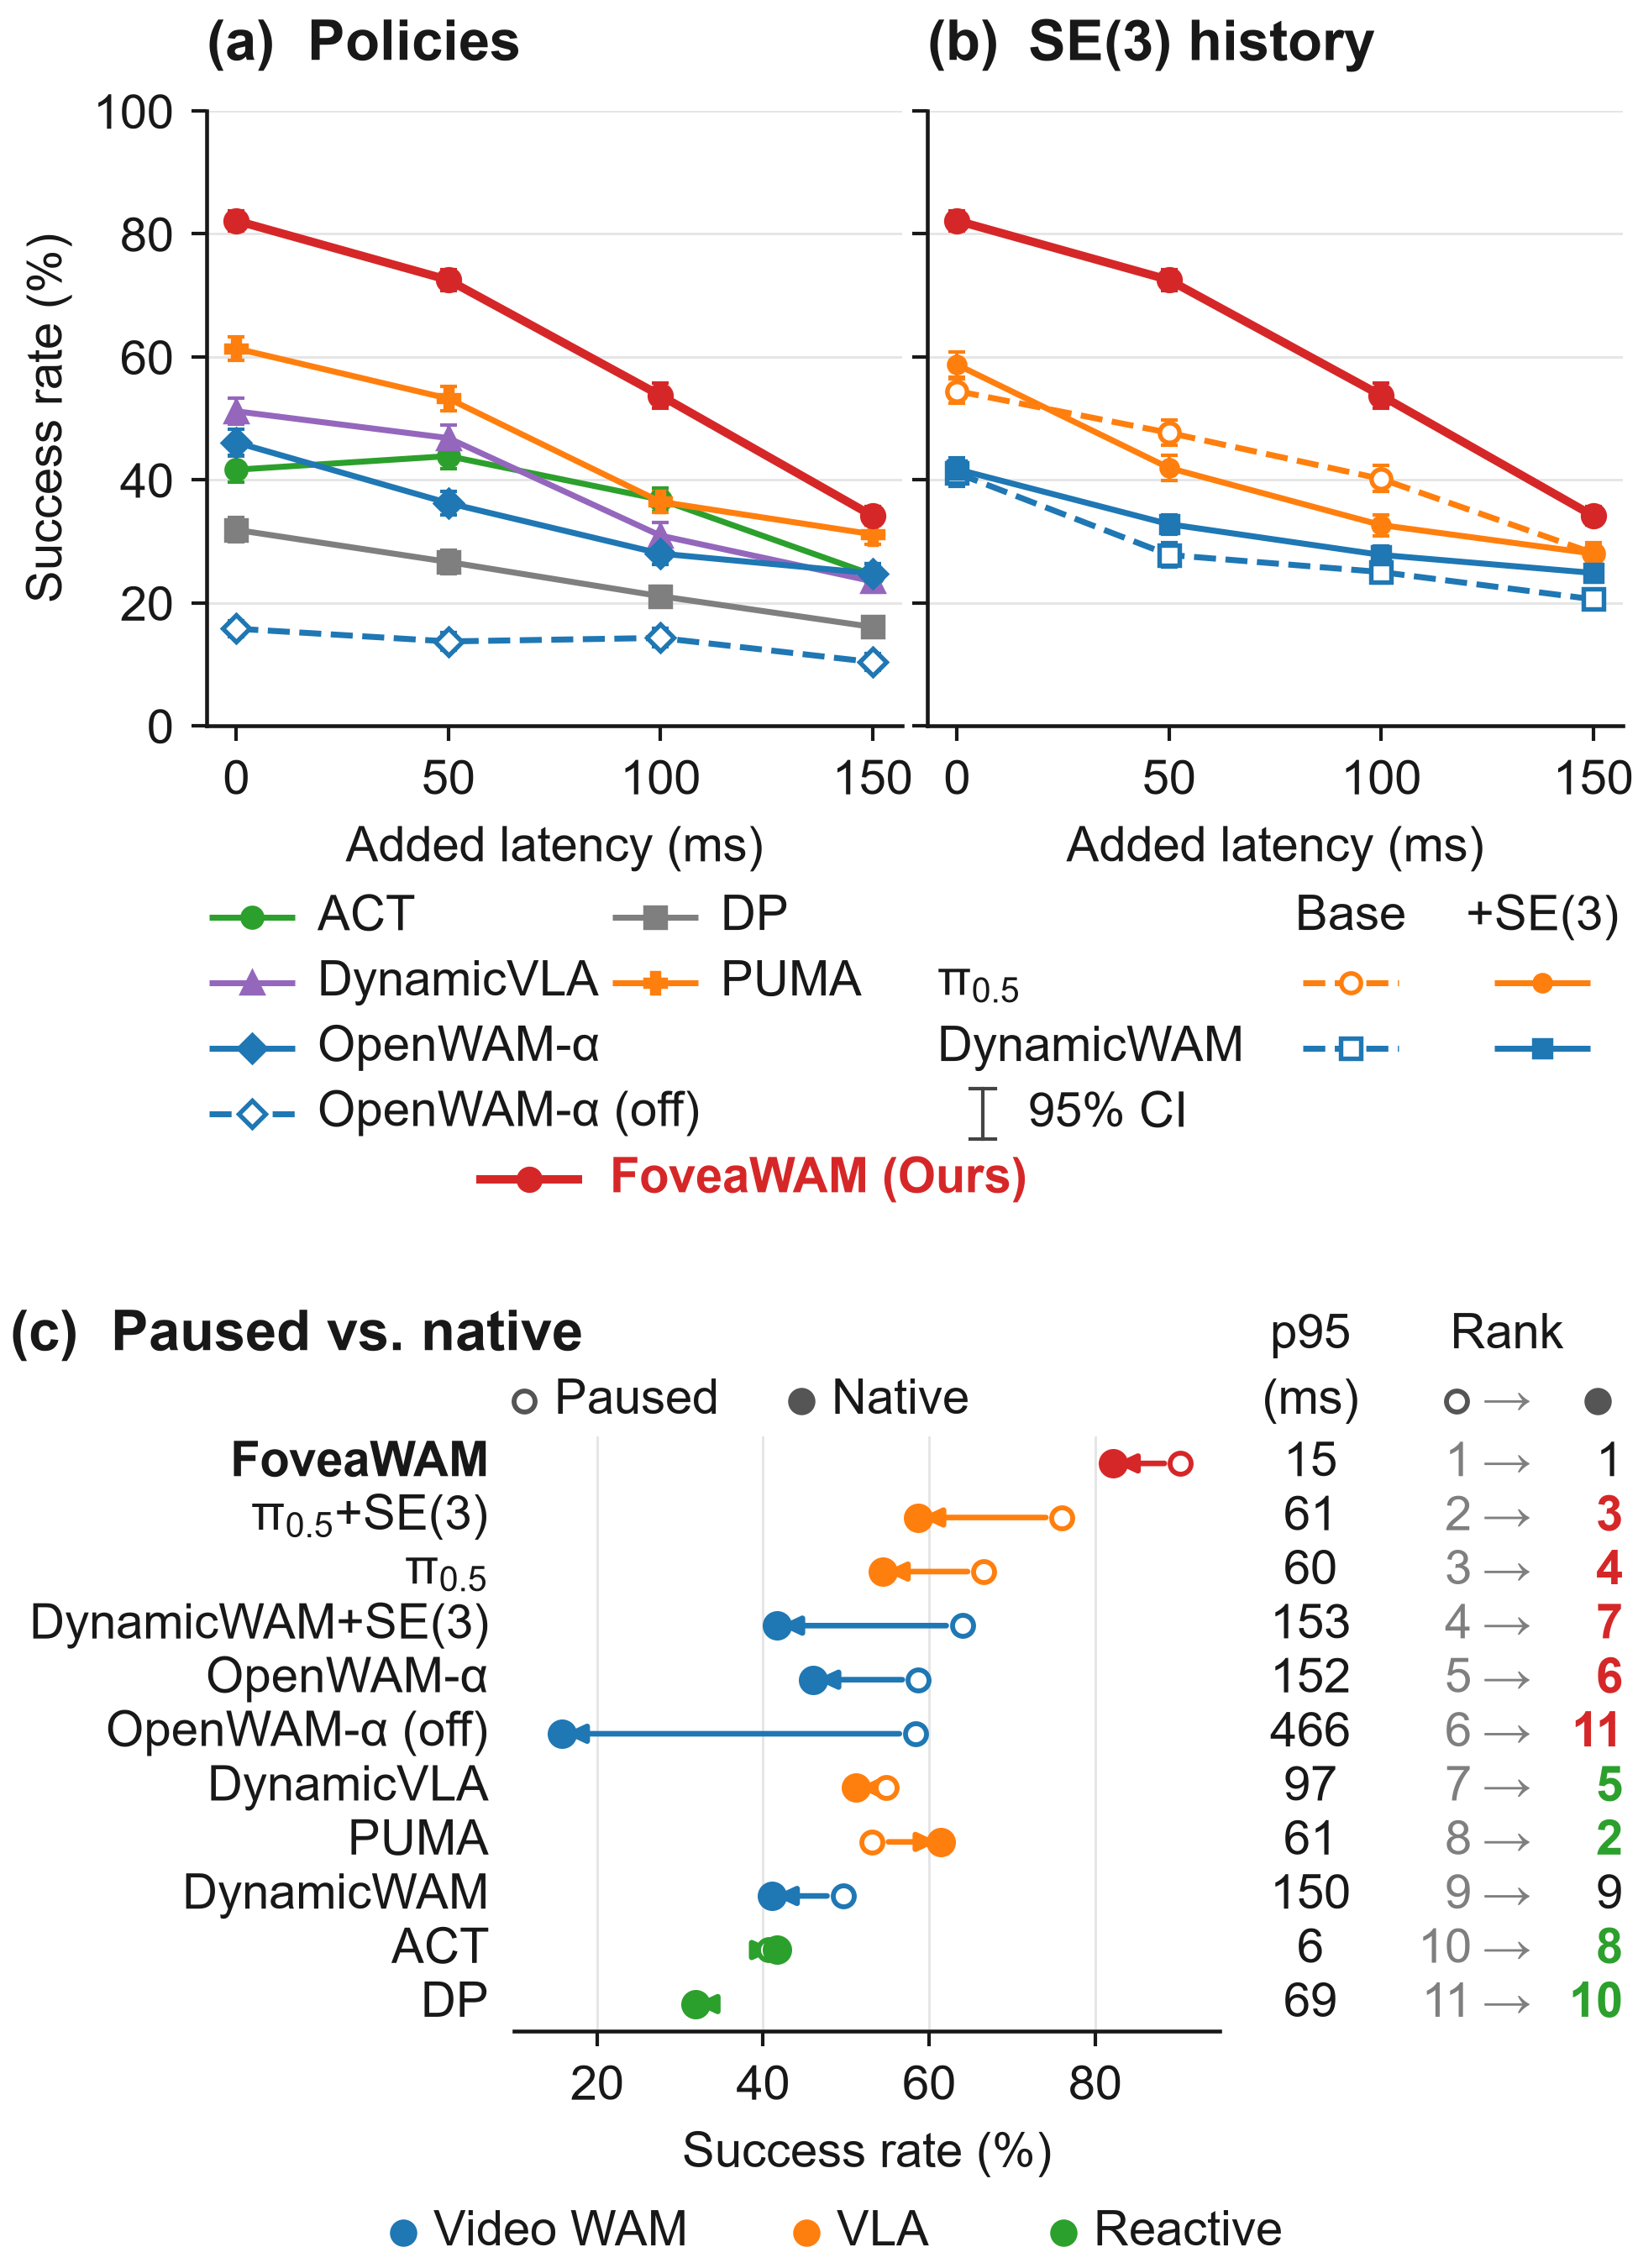 (a) Policies
(b) SE(3) history
Success rate (%)
100
80
60
40
20
0
0 50 100 150
0 50 100 150
Added latency (ms)
Added latency (ms)
ACT
DP
DynamicVLA
PUMA
OpenWAM-α
OpenWAM-α (off)
Base +SE(3)
π0.5
DynamicWAM
95% CI
FoveaWAM (Ours)
(c) Paused vs. native
p95 Rank
Paused Native (ms) →
FoveaWAM 15 1 → 1
π0.5+SE(3) 61 2 → 3
π0.5 60 3 → 4
DynamicWAM+SE(3) 153 4 → 7
OpenWAM-α 152 5 → 6
OpenWAM-α (off) 466 6 → 11
DynamicVLA 97 7 → 5
PUMA 61 8 → 2
DynamicWAM 150 9 → 9
ACT 6 10 → 8
DP 69 11 → 10
20 40 60 80
Success rate (%)
Video WAM VLA Reactive